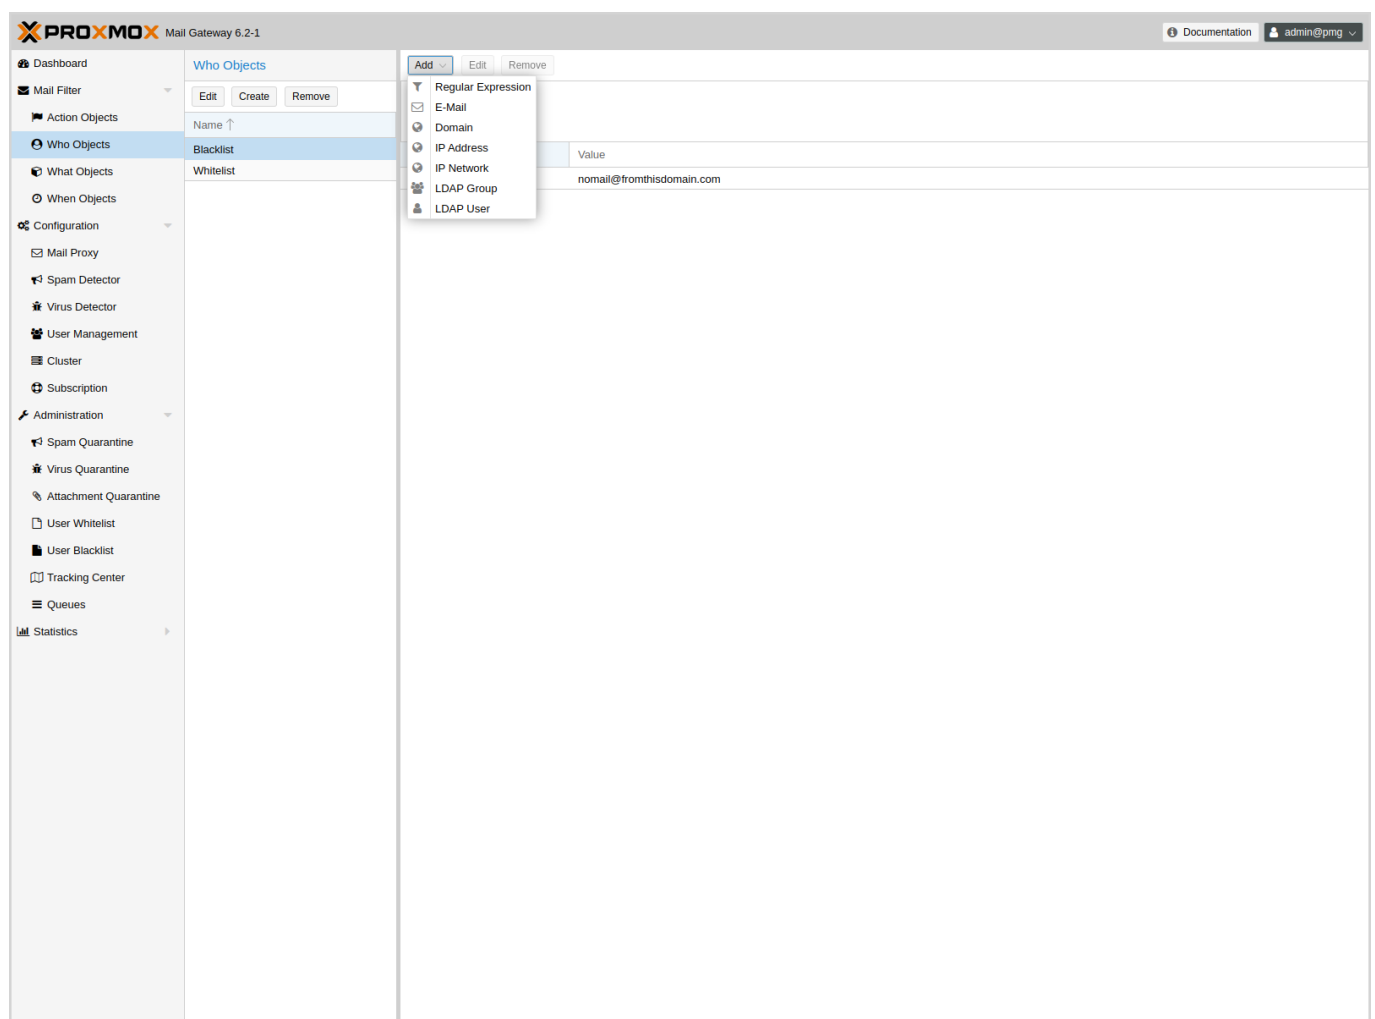 PROXMOX Mail Gateway 6.2-1
Documentation
admin@pmg
Dashboard
Mail Filter
Action Objects
Who Objects
What Objects
When Objects
Configuration
Mail Proxy
Spam Detector
Virus Detector
User Management
Cluster
Subscription
Administration
Spam Quarantine
Virus Quarantine
Attachment Quarantine
User Whitelist
User Blacklist
Tracking Center
Queues
Statistics
Who Objects
Edit Create Remove
Name
Blacklist
Whitelist
Add Edit Remove
Regular Expression
E-Mail
Domain
IP Address
IP Network
LDAP Group
LDAP User
Value
nomail@fromthisdomain.com